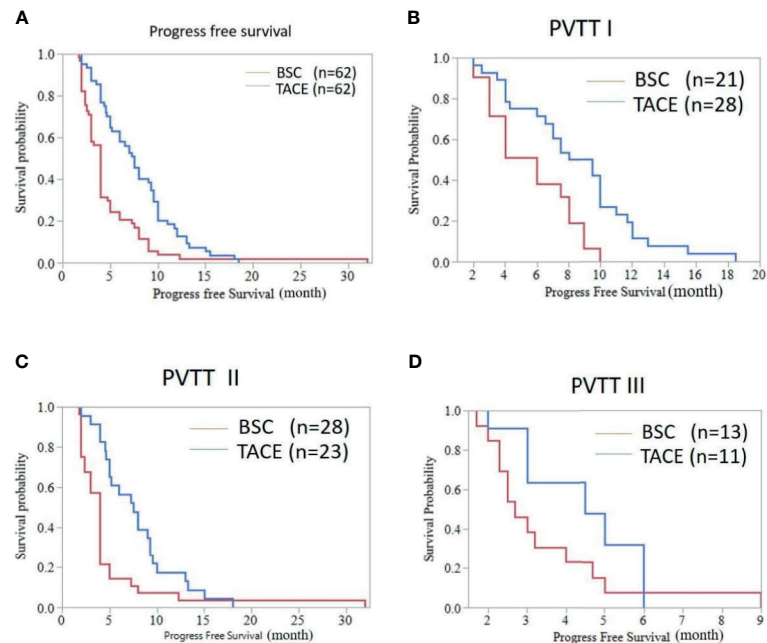 A
Progress free survival
BSC (n=62)
TACE (n=62)
Survival probability
1.0
0.8
0.6
0.4
0.2
0.0
0 5 10 15 20 25 30
Progress free Survival (month)
B
PVTT I
BSC (n=21)
TACE (n=28)
Survival Probability
1.0
0.8
0.6
0.4
0.2
0.0
2 4 6 8 10 12 14 16 18 20
Progress Free Survival (month)
C
PVTT II
BSC (n=28)
TACE (n=23)
Survival Probability
1.0
0.8
0.6
0.4
0.2
0.0
0 5 10 15 20 25 30
Progress Free Survival (month)
D
PVTT III
BSC (n=13)
TACE (n=11)
Survival Probability
1.0
0.8
0.6
0.4
0.2
0.0
2 3 4 5 6 7 8 9
Progress Free Survival (month)